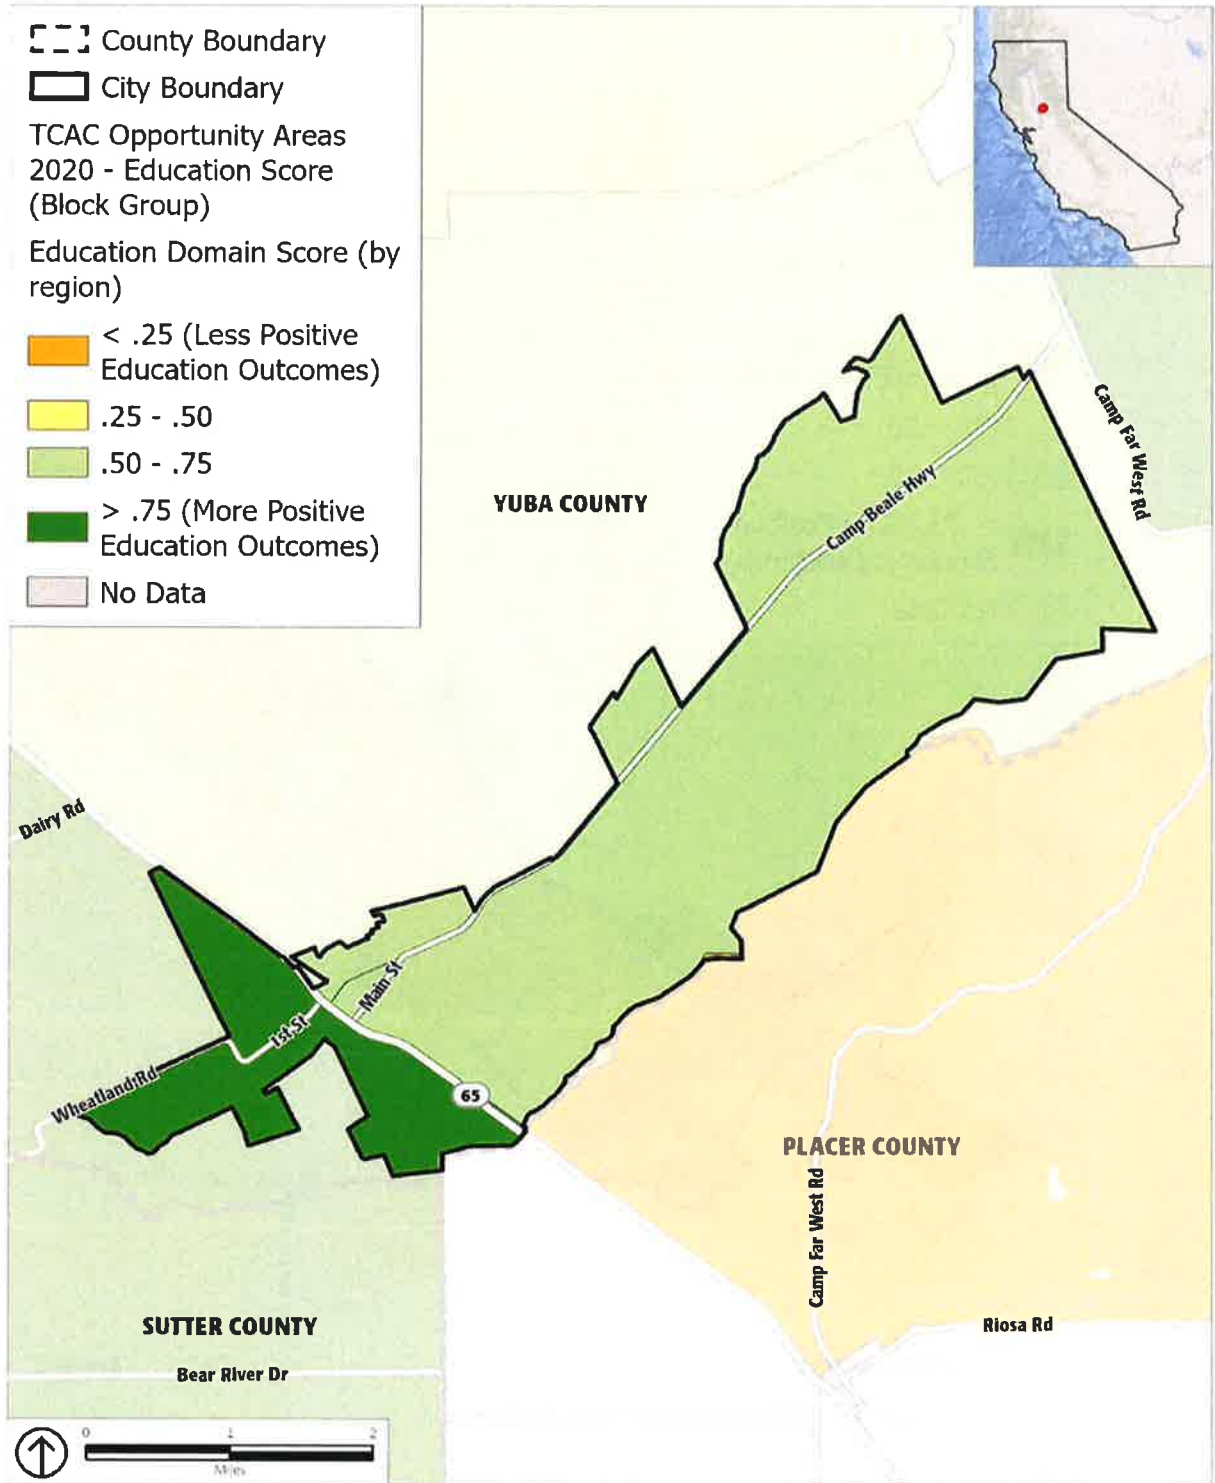 County Boundary
City Boundary
TCAC Opportunity Areas
2020 - Education Score
(Block Group)
Education Domain Score (by
region)
< .25 (Less Positive
Education Outcomes)
.25 - .50
.50 - .75
> .75 (More Positive
Education Outcomes)
No Data
YUBA COUNTY
Camp Far West Rd
Camp Beale Hwy
Dairy Rd
Main St
1st St
Wheatland Rd
65
PLACER COUNTY
Camp Far West Rd
SUTTER COUNTY
Riosa Rd
Bear River Dr
0 1 2
Miles